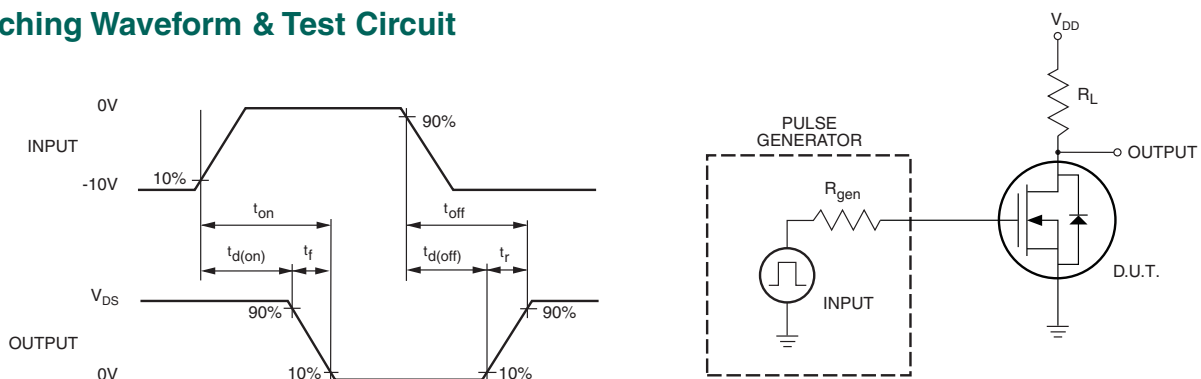 ching Waveform & Test Circuit
0V
INPUT
-10V
10%
90%
t_on
t_off
t_d(on)
t_f
t_d(off)
t_r
V_DS
OUTPUT
0V
90%
10%
90%
10%
V_DD
R_L
OUTPUT
PULSE
GENERATOR
R_gen
INPUT
D.U.T.